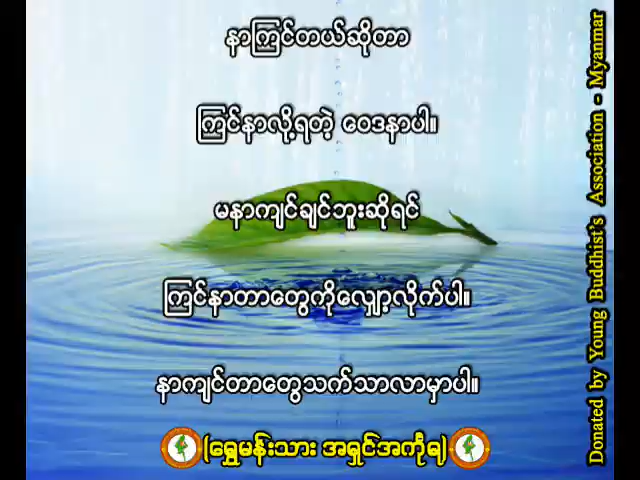 နာကြင်တယ်ဆိုတာ
ကြင်နာလို့ရတဲ့ ဝေဒနာပါ။
မနာကျင်ချင်ဘူးဆိုရင်
ကြင်နာတာတွေကိုလျှော့လိုက်ပါ။
နာကျင်တာတွေသက်သာလာမှာပါ။
(ရွှေမန်းသား အရှင်အင်္ကုရ)
Donated by Young Buddhist's Association - Myanmar